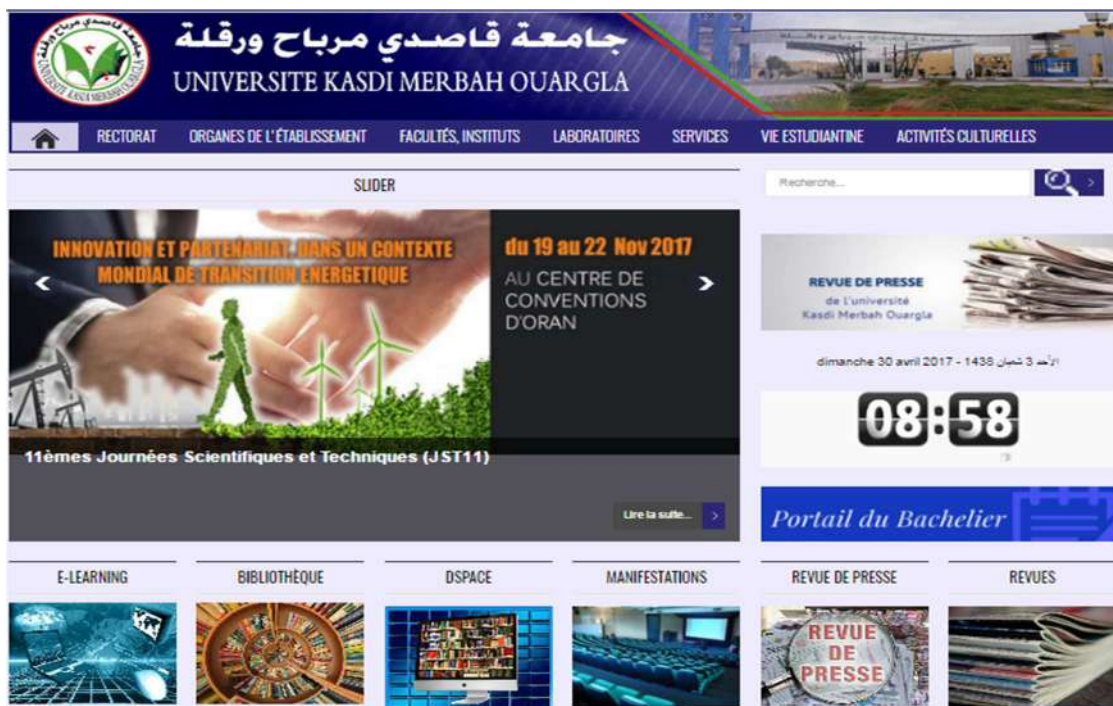 جامعة قاصدي مرباح ورقلة
UNIVERSITE KASDI MERBAH OUARGLA
RECTORAT ORGANES DE L'ÉTABLISSEMENT FACULTÉS, INSTITUTS LABORATOIRES SERVICES VIE ESTUDIANTINE ACTIVITÉS CULTURELLES
SLIDER
Recherche...
INNOVATION ET PARTENARIAT DANS UN CONTEXTE
MONDIAL DE TRANSITION ENERGETIQUE
du 19 au 22 Nov 2017
AU CENTRE DE
CONVENTIONS
D'ORAN
11èmes Journées Scientifiques et Techniques (JST11)
Lire la suite...
REVUE DE PRESSE
de l'université
Kasdi Merbah Ouargla
dimanche 30 avril 2017 - 1438 الأحد 3 شعبان
08:58
Portail du Bachelier
E-LEARNING BIBLIOTHÈQUE DSPACE MANIFESTATIONS REVUE DE PRESSE REVUES
REVUE
DE
PRESSE